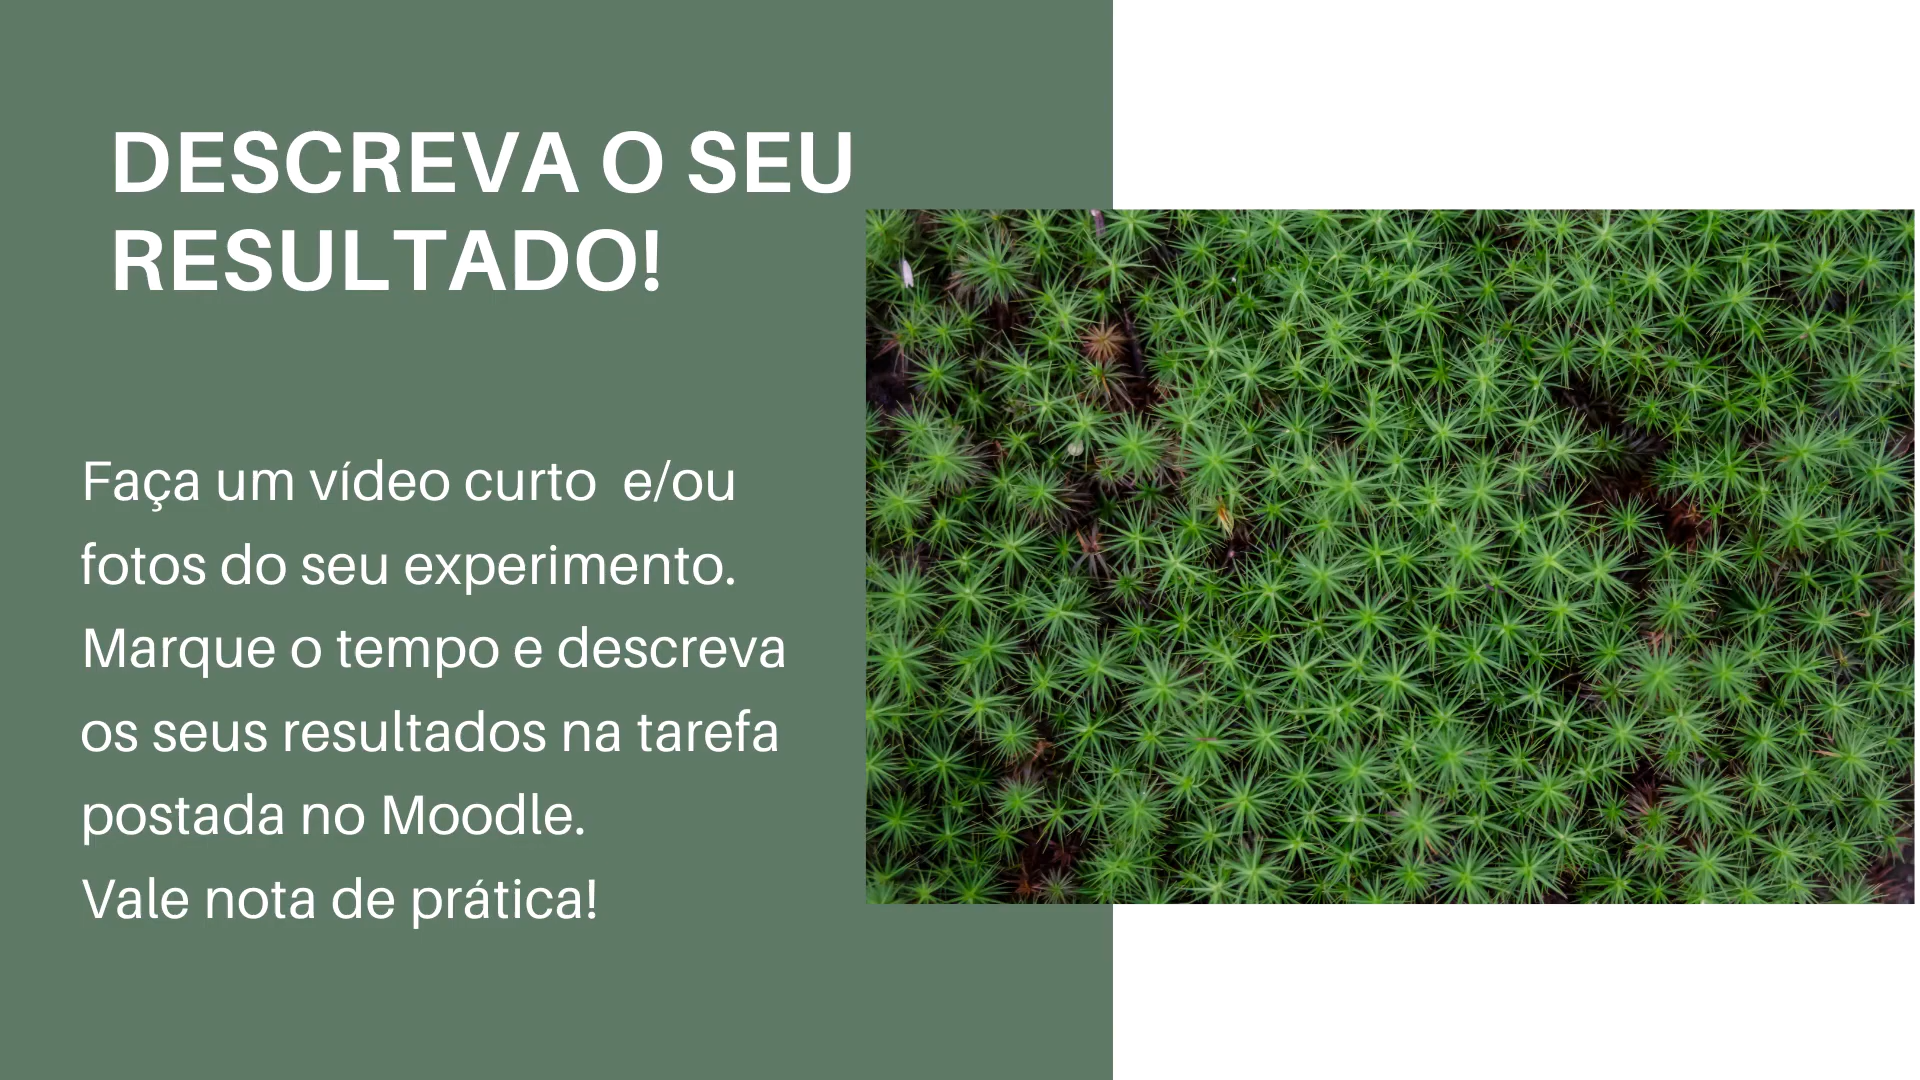 DESCREVA O SEU
RESULTADO!
Faça um vídeo curto  e/ou
fotos do seu experimento.
Marque o tempo e descreva
os seus resultados na tarefa
postada no Moodle.
Vale nota de prática!